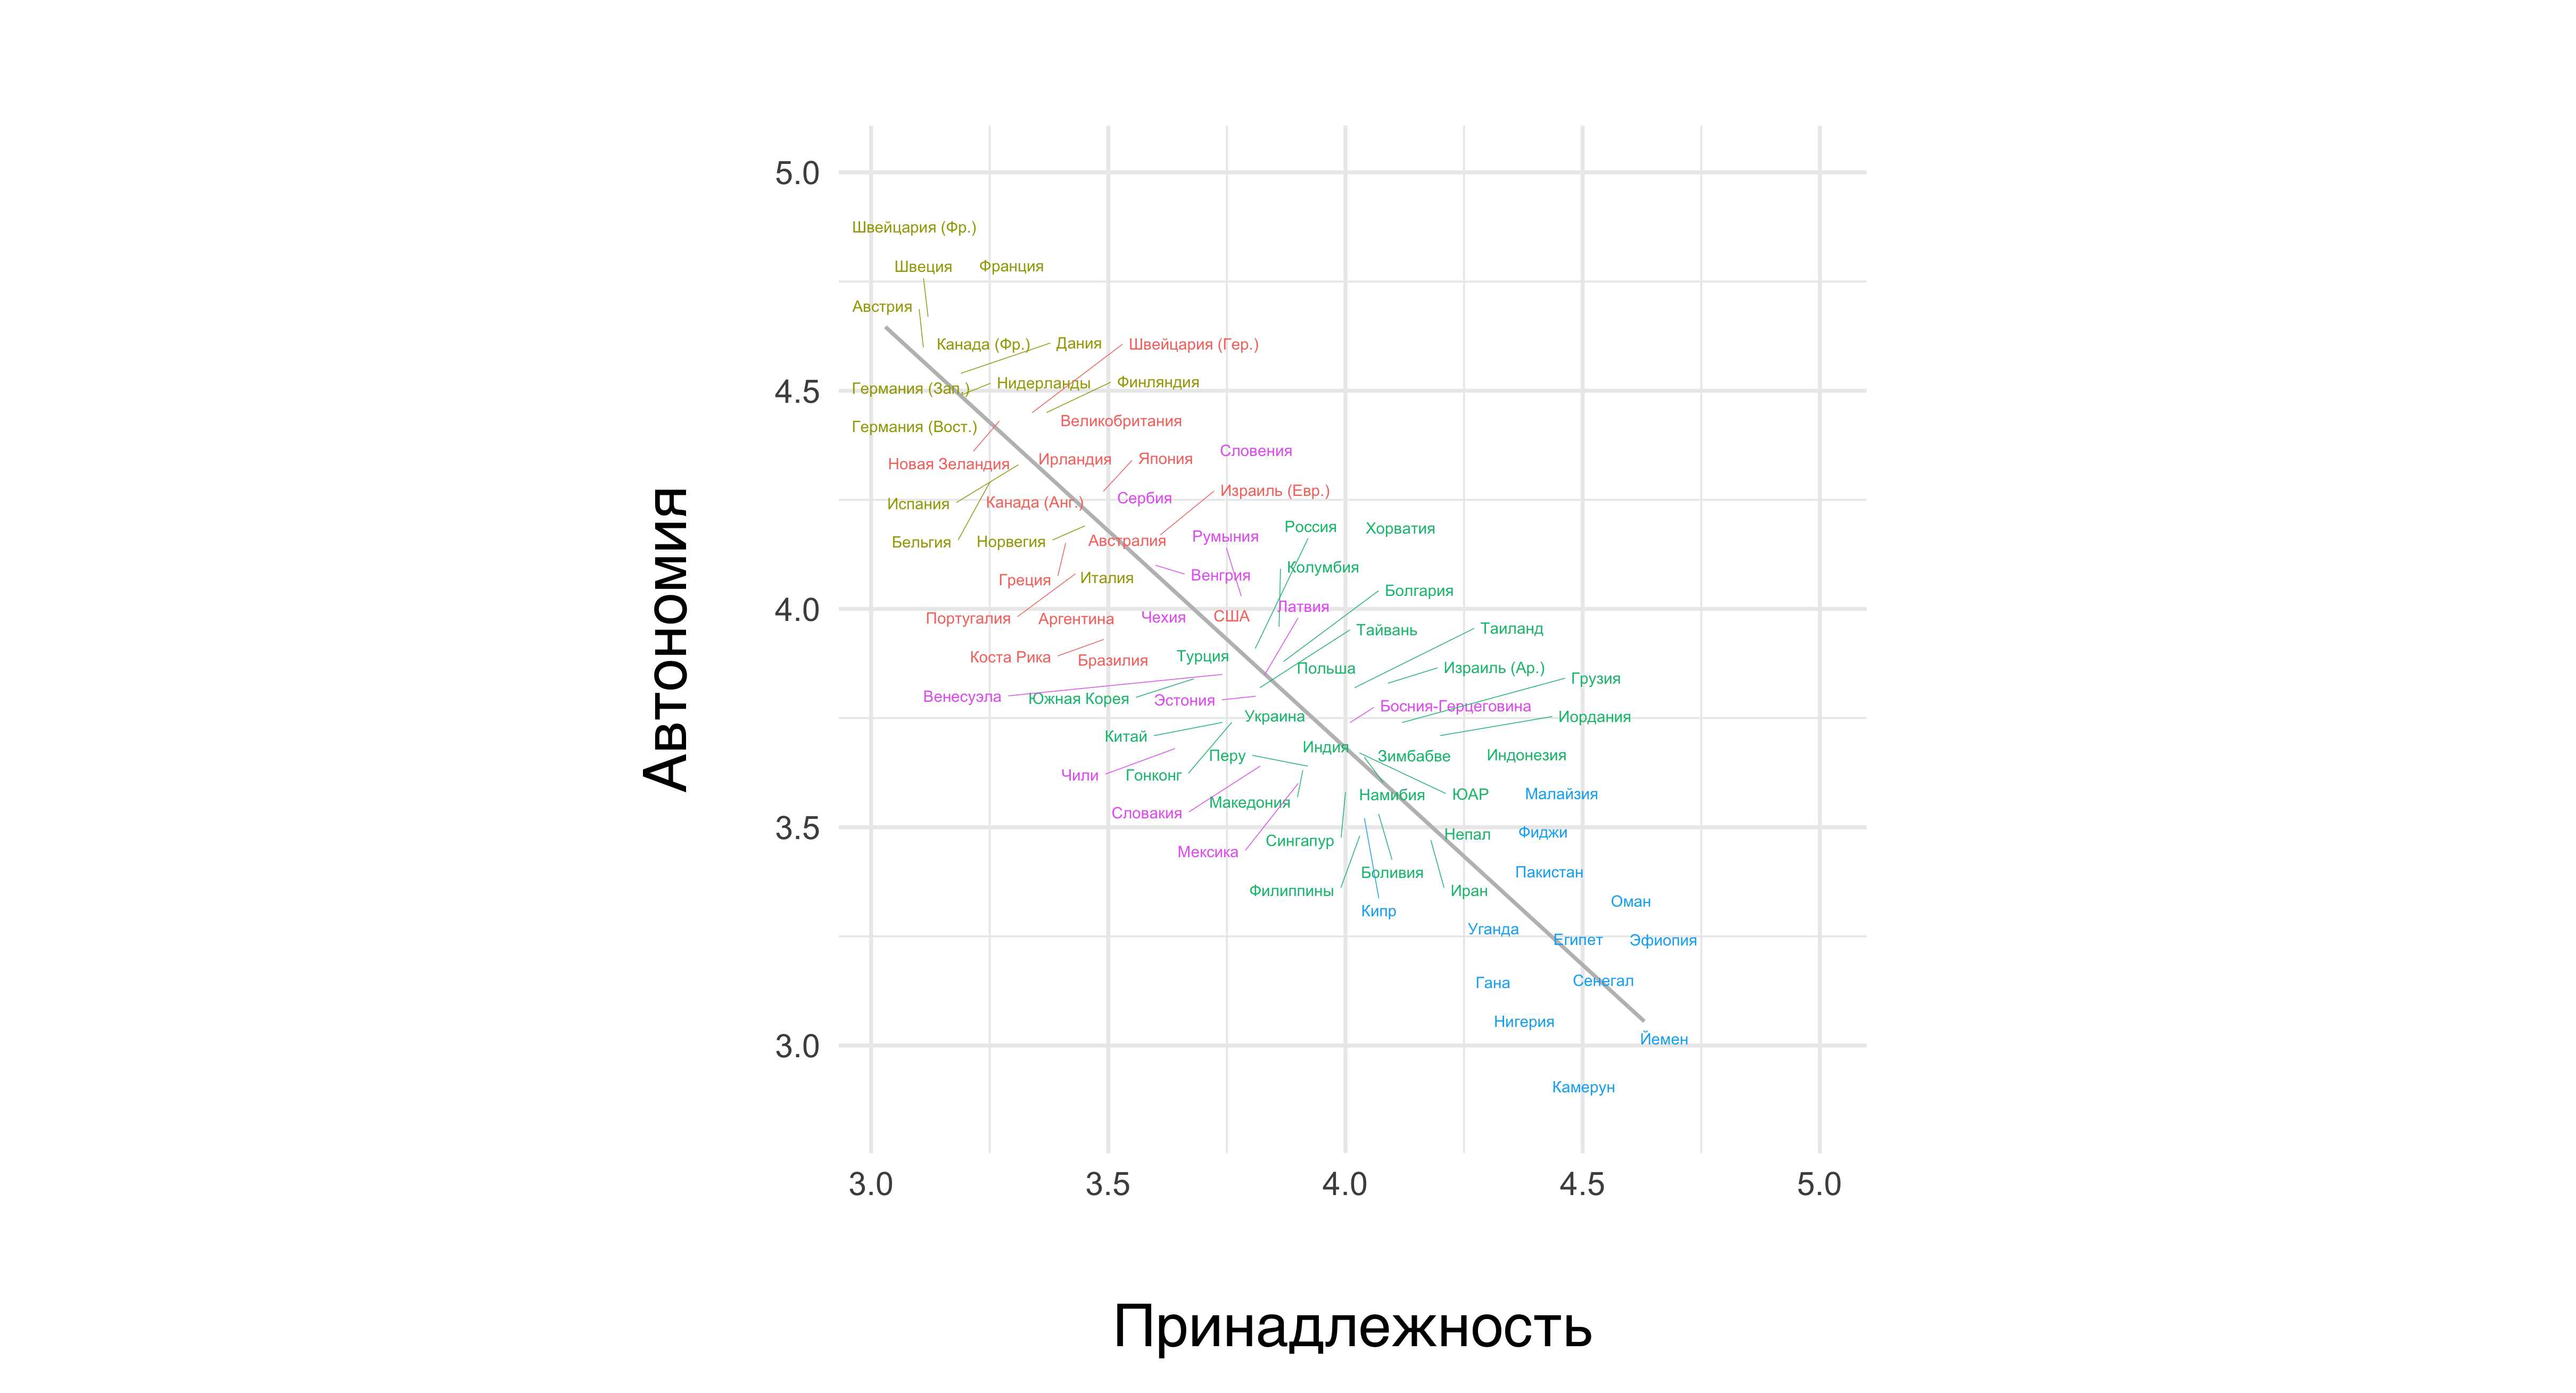 Автономия
5.0
4.5
4.0
3.5
3.0
Швейцария (Фр.)
Швеция
Франция
Австрия
Канада (Фр.)
Дания
Швейцария (Гер.)
Германия (Зап.)
Нидерланды
Финляндия
Германия (Вост.)
Великобритания
Словения
Новая Зеландия
Ирландия
Япония
Испания
Канада (Анг.)
Сербия
Израиль (Евр.)
Бельгия
Норвегия
Австралия
Румыния
Россия
Хорватия
Греция
Италия
Венгрия
Колумбия
Болгария
Португалия
Аргентина
Чехия
США
Латвия
Тайвань
Таиланд
Коста Рика
Бразилия
Турция
Польша
Израиль (Ар.)
Грузия
Венесуэла
Южная Корея
Эстония
Босния-Герцеговина
Украина
Иордания
Китай
Перу
Индия
Зимбабве
Индонезия
Чили
Гонконг
Македония
Намибия
ЮАР
Малайзия
Словакия
Сингапур
Непал
Фиджи
Мексика
Боливия
Пакистан
Филиппины
Иран
Оман
Кипр
Уганда
Египет
Эфиопия
Гана
Сенегал
Нигерия
Йемен
Камерун
3.0
3.5
4.0
4.5
5.0
Принадлежность